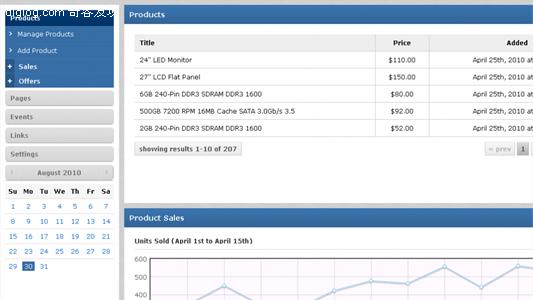 Products
Manage Products
Add Product
Sales
Offers
Pages
Events
Links
Settings
August 2010
Su Mo Tu We Th Fr Sa
1 2 3 4 5 6 7
8 9 10 11 12 13 14
15 16 17 18 19 20 21
22 23 24 25 26 27 28
29 30 31
Products
Title Price Added
24" LED Monitor $110.00 April 25th, 2010 at
27" LCD Flat Panel $150.00 April 25th, 2010 at
6GB 240-Pin DDR3 SDRAM DDR3 1600 $80.00 April 25th, 2010 at
500GB 7200 RPM 16MB Cache SATA 3.0Gb/s 3.5 $92.00 April 25th, 2010 at
2GB 240-Pin DDR3 SDRAM DDR3 1600 $52.00 April 25th, 2010 at
showing results 1-10 of 207
« prev 1
Product Sales
Units Sold (April 1st to April 15th)
600
500
400